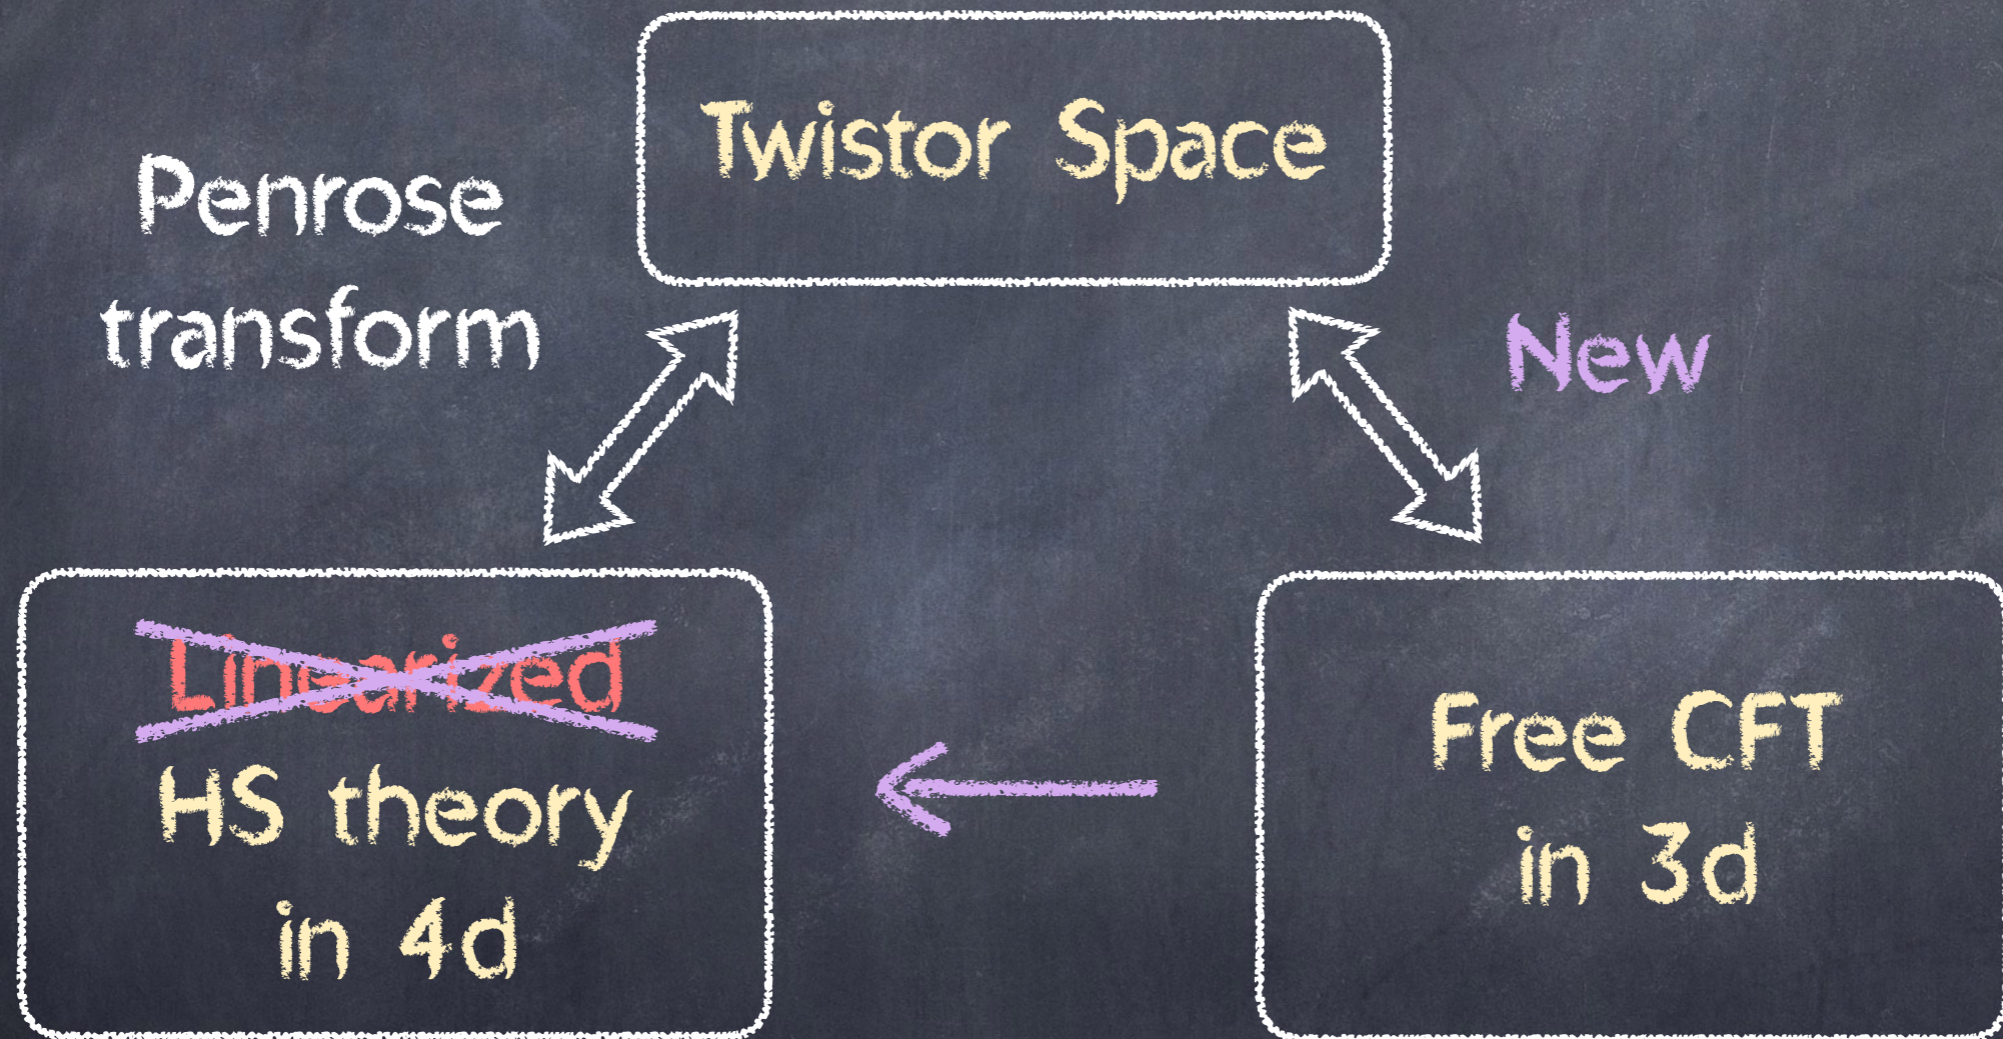 Twistor Space
Penrose
transform
New
Linearized
HS theory
in 4d
Free CFT
in 3d